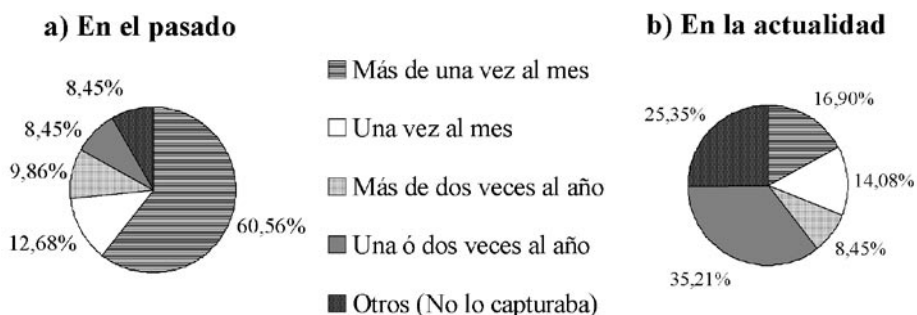 a) En el pasado
8,45%
8,45%
9,86%
12,68%
60,56%
Más de una vez al mes
Una vez al mes
Más de dos veces al año
Una ó dos veces al año
Otros (No lo capturaba)
b) En la actualidad
16,90%
25,35%
14,08%
8,45%
35,21%